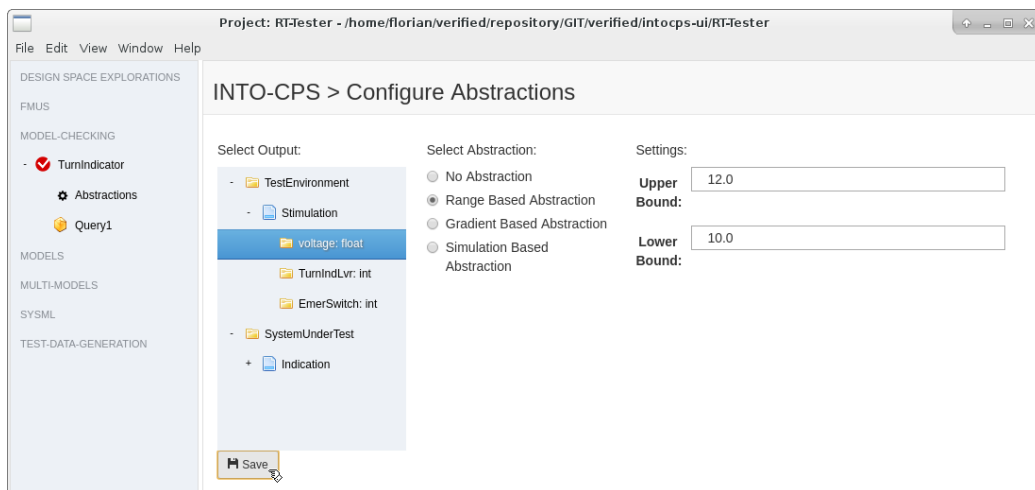 Project: RT-Tester - /home/florian/verified/repository/GIT/verified/intocps-ui/RT-Tester
File Edit View Window Help
DESIGN SPACE EXPLORATIONS
FMUS
MODEL-CHECKING
- TurnIndicator
Abstractions
Query1
MODELS
MULTI-MODELS
SYSML
TEST-DATA-GENERATION
INTO-CPS > Configure Abstractions
Select Output:
- TestEnvironment
- Stimulation
voltage: float
TurnIndLvr: int
EmerSwitch: int
- SystemUnderTest
+ Indication
Save
Select Abstraction:
No Abstraction
Range Based Abstraction
Gradient Based Abstraction
Simulation Based
Abstraction
Settings:
Upper
Bound:
12.0
Lower
Bound:
10.0